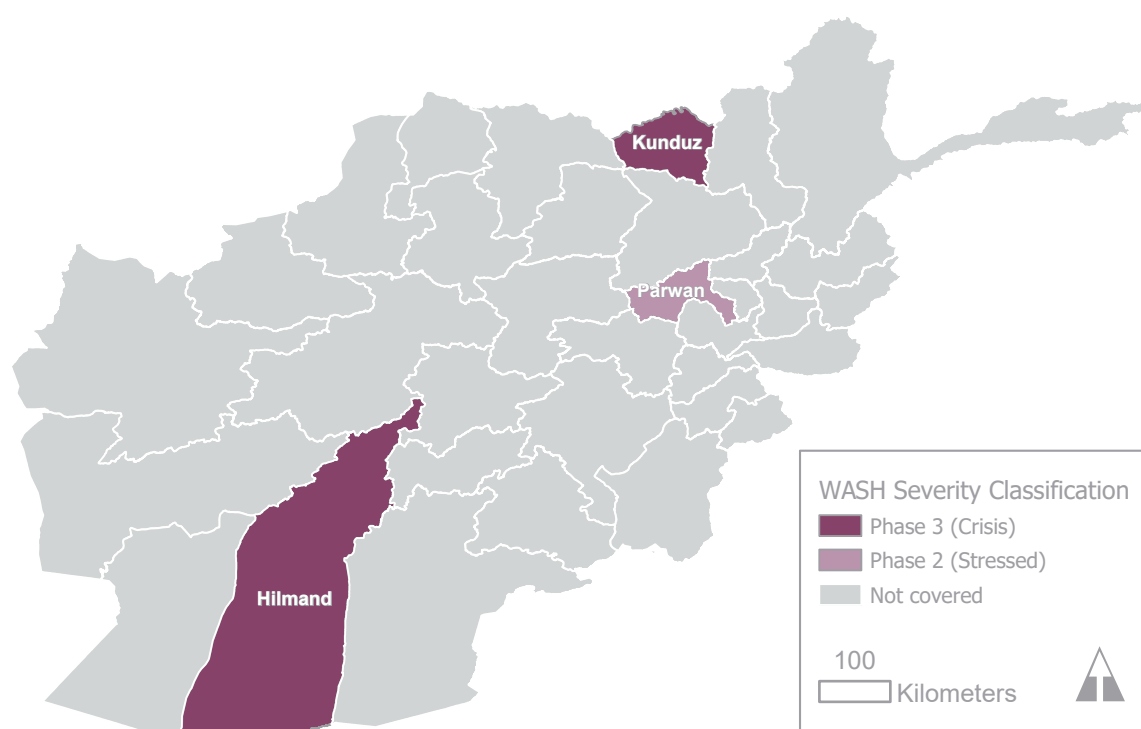 Kunduz
Parwan
Hilmand
WASH Severity Classification
Phase 3 (Crisis)
Phase 2 (Stressed)
Not covered
100
Kilometers